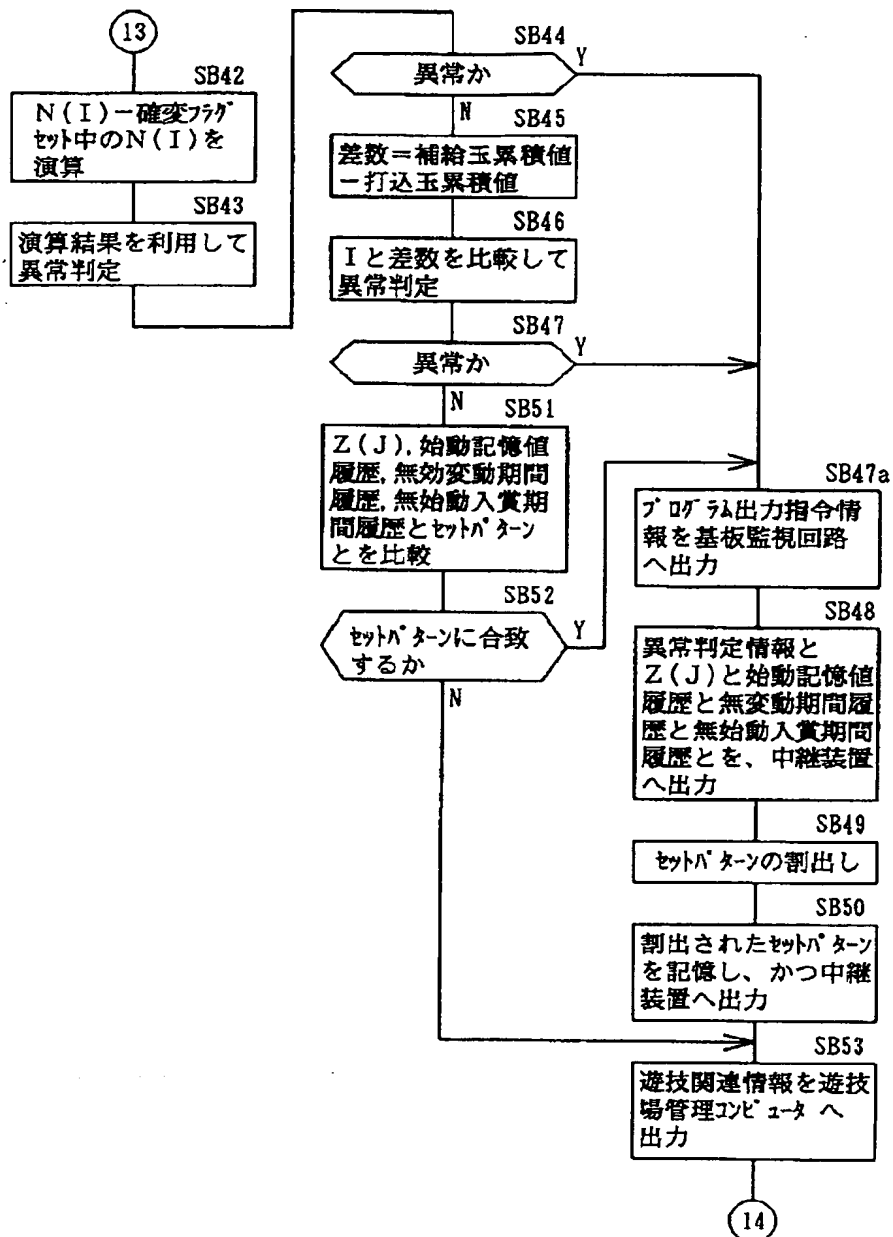 13
SB42
N(I)−確変フラグ
セット中のN(I)を
演算
SB43
演算結果を利用して
異常判定
SB44
異常か
Y
N
SB45
差数=補給玉累積値
−打込玉累積値
SB46
Iと差数を比較して
異常判定
SB47
異常か
Y
N
SB51
Z(J),始動記憶値
履歴,無効変動期間
履歴,無始動入賞期
間履歴とセットパターン
とを比較
SB52
セットパターンに合致
するか
Y
N
SB47a
プログラム出力指令情
報を基板監視回路
へ出力
SB48
異常判定情報と
Z(J)と始動記憶値
履歴と無変動期間履
歴と無始動入賞期間
履歴とを、中継装置
へ出力
SB49
セットパターンの割出し
SB50
割出されたセットパターン
を記憶し、かつ中継
装置へ出力
SB53
遊技関連情報を遊技
場管理コンピュータへ
出力
14